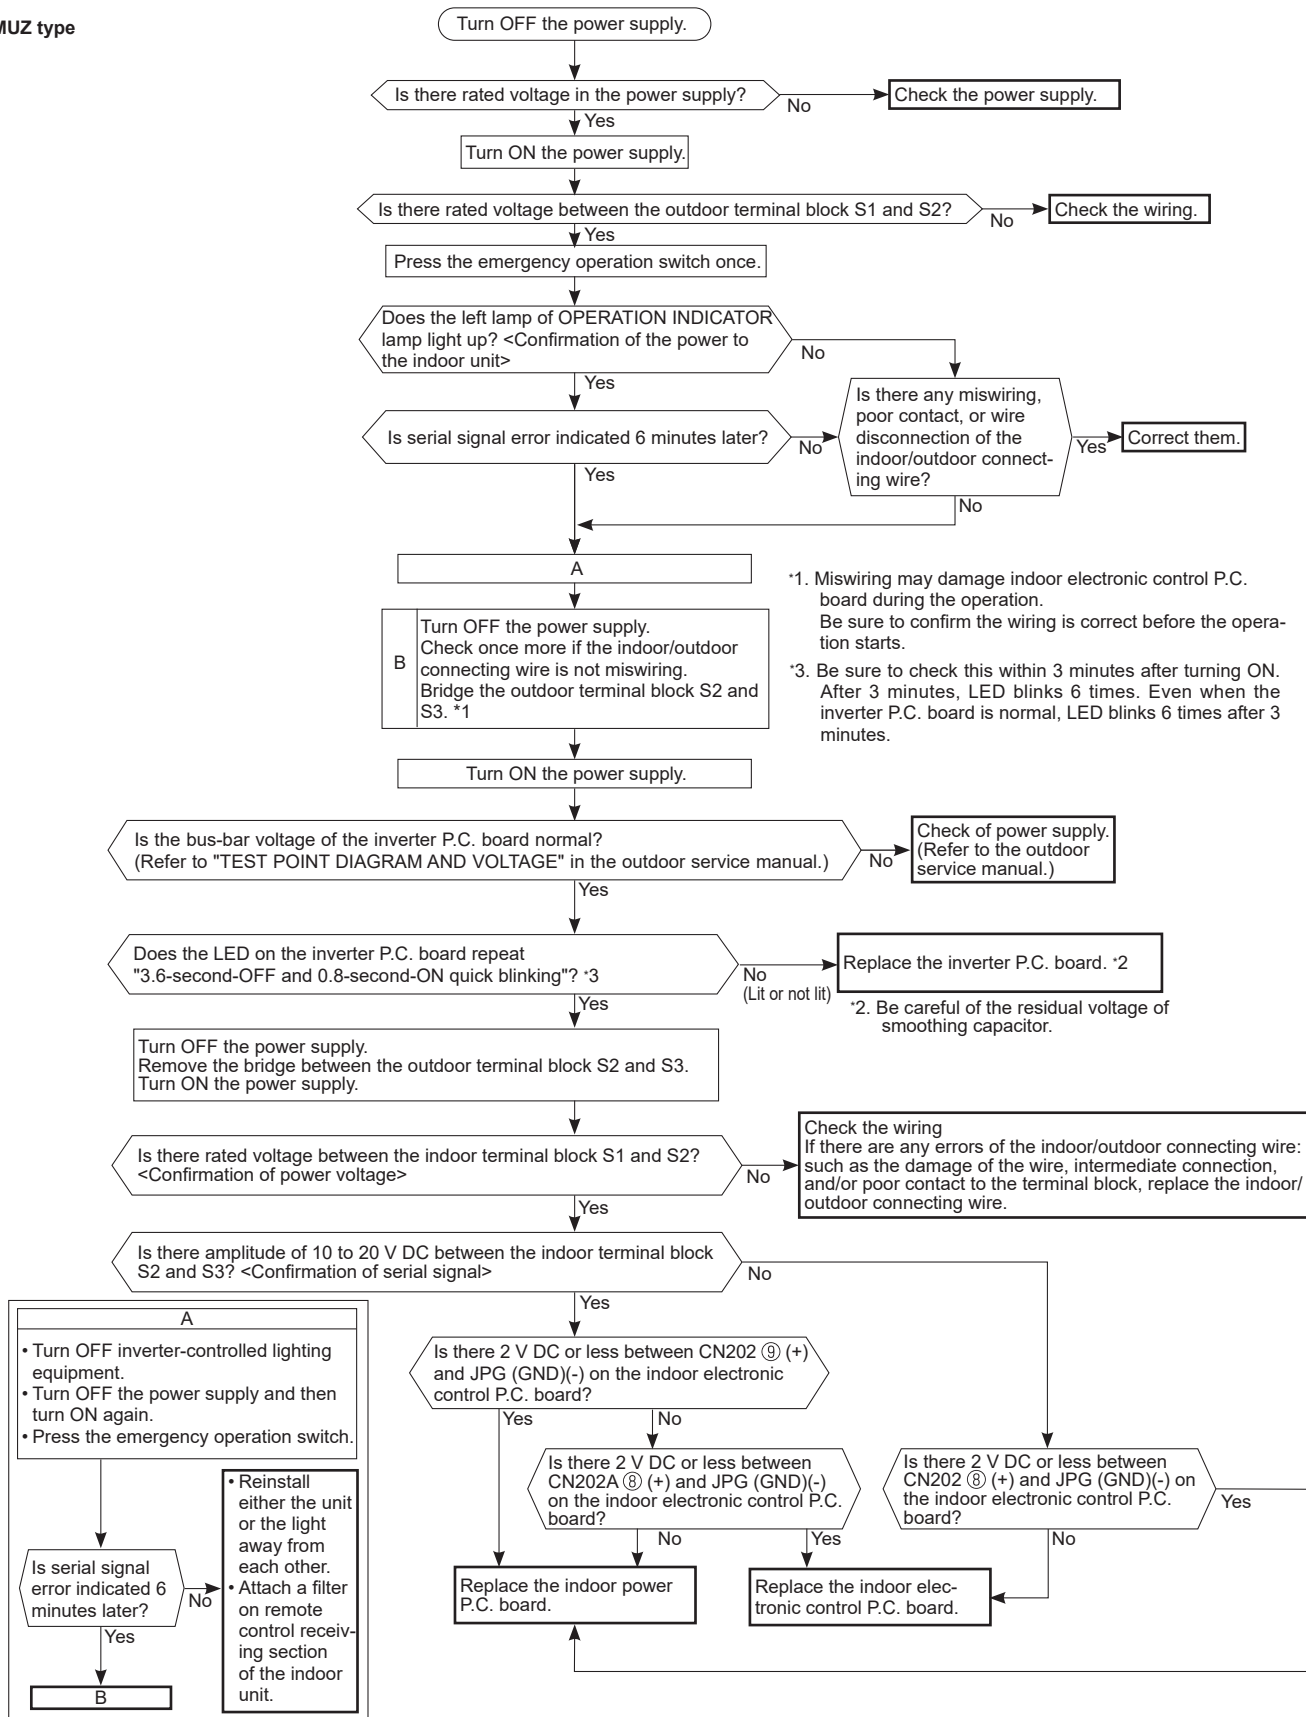 MUZ type
Turn OFF the power supply.
Is there rated voltage in the power supply?
No
Check the power supply.
Yes
Turn ON the power supply.
Is there rated voltage between the outdoor terminal block S1 and S2?
No
Check the wiring.
Yes
Press the emergency operation switch once.
Does the left lamp of OPERATION INDICATOR
lamp light up? <Confirmation of the power to
the indoor unit>
No
Yes
Is serial signal error indicated 6 minutes later?
No
Is there any miswiring,
poor contact, or wire
disconnection of the
indoor/outdoor connect-
ing wire?
Yes
Correct them.
Yes
No
A
B
Turn OFF the power supply.
Check once more if the indoor/outdoor
connecting wire is not miswiring.
Bridge the outdoor terminal block S2 and
S3. *1
*1. Miswiring may damage indoor electronic control P.C.
board during the operation.
Be sure to confirm the wiring is correct before the opera-
tion starts.
*3. Be sure to check this within 3 minutes after turning ON.
After 3 minutes, LED blinks 6 times. Even when the
inverter P.C. board is normal, LED blinks 6 times after 3
minutes.
Turn ON the power supply.
Is the bus-bar voltage of the inverter P.C. board normal?
(Refer to "TEST POINT DIAGRAM AND VOLTAGE" in the outdoor service manual.)
No
Check of power supply.
(Refer to the outdoor
service manual.)
Yes
Does the LED on the inverter P.C. board repeat
"3.6-second-OFF and 0.8-second-ON quick blinking"? *3
No
(Lit or not lit)
Replace the inverter P.C. board. *2
*2. Be careful of the residual voltage of
smoothing capacitor.
Yes
Turn OFF the power supply.
Remove the bridge between the outdoor terminal block S2 and S3.
Turn ON the power supply.
Is there rated voltage between the indoor terminal block S1 and S2?
<Confirmation of power voltage>
No
Check the wiring
If there are any errors of the indoor/outdoor connecting wire:
such as the damage of the wire, intermediate connection,
and/or poor contact to the terminal block, replace the indoor/
outdoor connecting wire.
Yes
Is there amplitude of 10 to 20 V DC between the indoor terminal block
S2 and S3? <Confirmation of serial signal>
No
Yes
Is there 2 V DC or less between CN202 ⑨ (+)
and JPG (GND)(-) on the indoor electronic
control P.C. board?
Yes
No
Is there 2 V DC or less between
CN202A ⑧ (+) and JPG (GND)(-)
on the indoor electronic control P.C.
board?
No
Yes
Is there 2 V DC or less between
CN202 ⑧ (+) and JPG (GND)(-) on
the indoor electronic control P.C.
board?
Yes
No
Replace the indoor power
P.C. board.
Replace the indoor elec-
tronic control P.C. board.
A
• Turn OFF inverter-controlled lighting
equipment.
• Turn OFF the power supply and then
turn ON again.
• Press the emergency operation switch.
Is serial signal
error indicated 6
minutes later?
No
• Reinstall
either the unit
or the light
away from
each other.
• Attach a filter
on remote
control receiv-
ing section
of the indoor
unit.
Yes
B